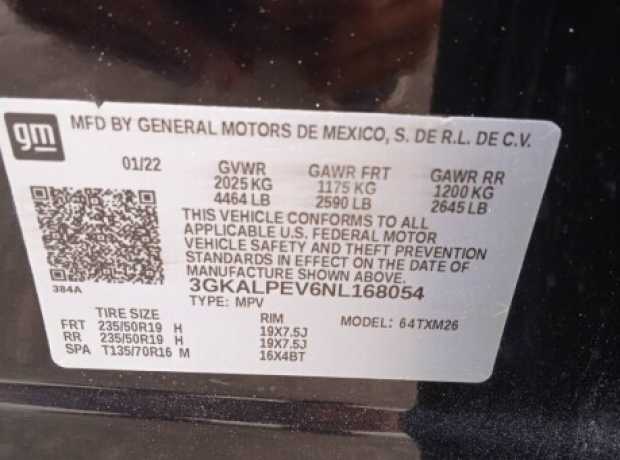 gm
MFD BY GENERAL MOTORS DE MEXICO, S. DE R.L. DE C.V.
01/22 GVWR GAWR FRT GAWR RR
2025 KG 1175 KG 1200 KG
4464 LB 2590 LB 2645 LB
THIS VEHICLE CONFORMS TO ALL
APPLICABLE U.S. FEDERAL MOTOR
VEHICLE SAFETY AND THEFT PREVENTION
STANDARDS IN EFFECT ON THE DATE OF
MANUFACTURE SHOWN ABOVE.
384A
3GKALPEV6NL168054
TYPE: MPV
TIRE SIZE RIM MODEL: 64TXM26
FRT 235/50R19 H 19X7.5J
RR 235/50R19 H 19X7.5J
SPA T135/70R16 M 16X4BT